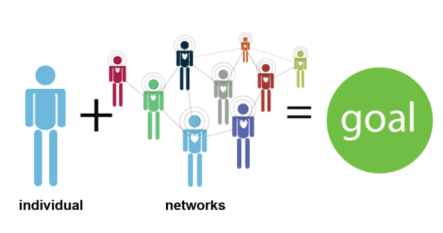 +
=
goal
individual
networks